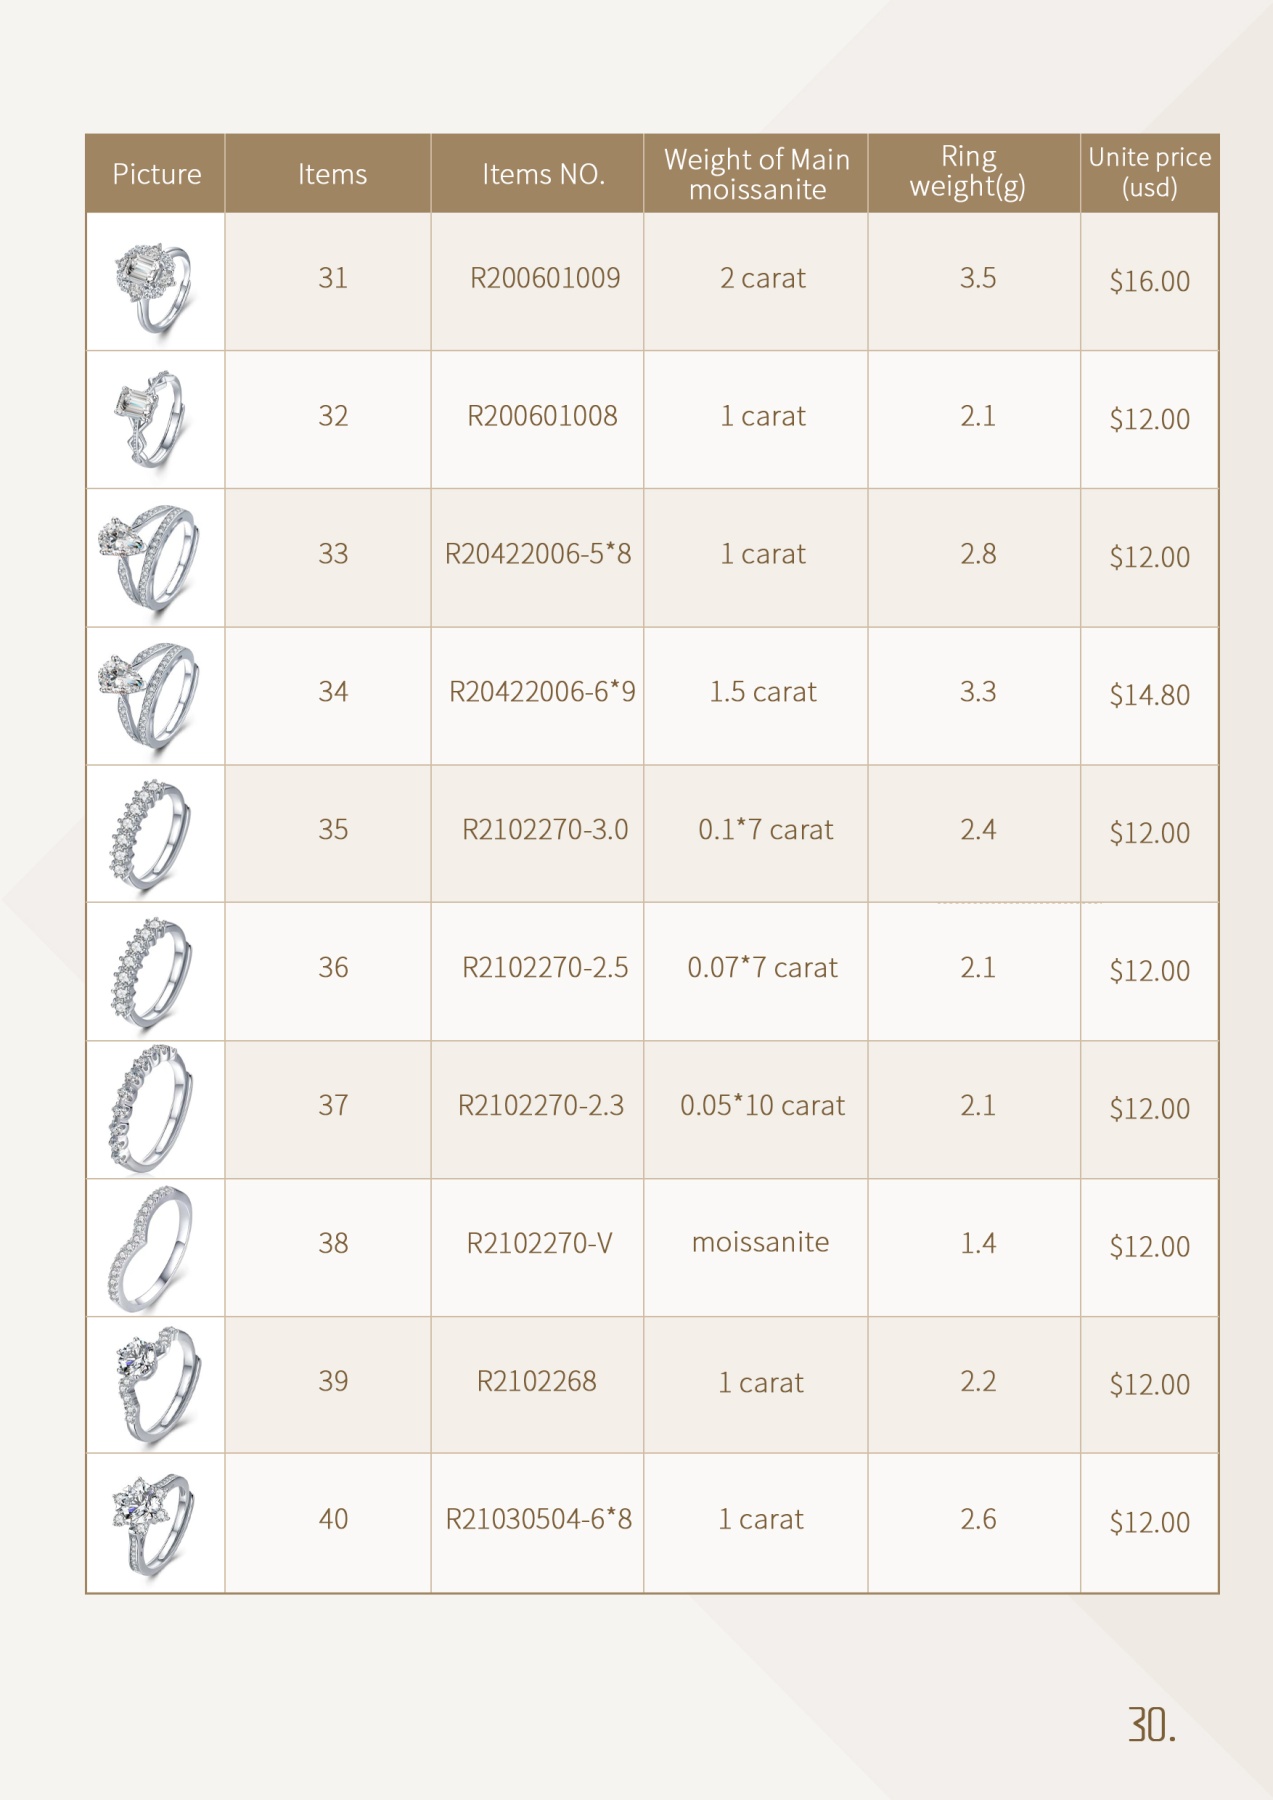 Picture Items Items NO. Weight of Main moissanite Ring weight(g) Unite price (usd)
31 R200601009 2 carat 3.5 $16.00
32 R200601008 1 carat 2.1 $12.00
33 R20422006-5*8 1 carat 2.8 $12.00
34 R20422006-6*9 1.5 carat 3.3 $14.80
35 R2102270-3.0 0.1*7 carat 2.4 $12.00
36 R2102270-2.5 0.07*7 carat 2.1 $12.00
37 R2102270-2.3 0.05*10 carat 2.1 $12.00
38 R2102270-V moissanite 1.4 $12.00
39 R2102268 1 carat 2.2 $12.00
40 R21030504-6*8 1 carat 2.6 $12.00
30.